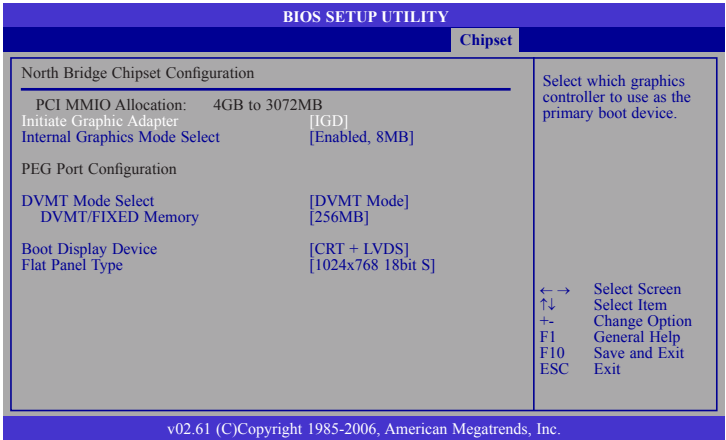 BIOS SETUP UTILITY
Chipset
North Bridge Chipset Configuration
PCI MMIO Allocation: 4GB to 3072MB
Initiate Graphic Adapter [IGD]
Internal Graphics Mode Select [Enabled, 8MB]
PEG Port Configuration
DVMT Mode Select [DVMT Mode]
DVMT/FIXED Memory [256MB]
Boot Display Device [CRT + LVDS]
Flat Panel Type [1024x768 18bit S]
Select which graphics
controller to use as the
primary boot device.
←→ Select Screen
↑↓ Select Item
+- Change Option
F1 General Help
F10 Save and Exit
ESC Exit
v02.61 (C)Copyright 1985-2006, American Megatrends, Inc.